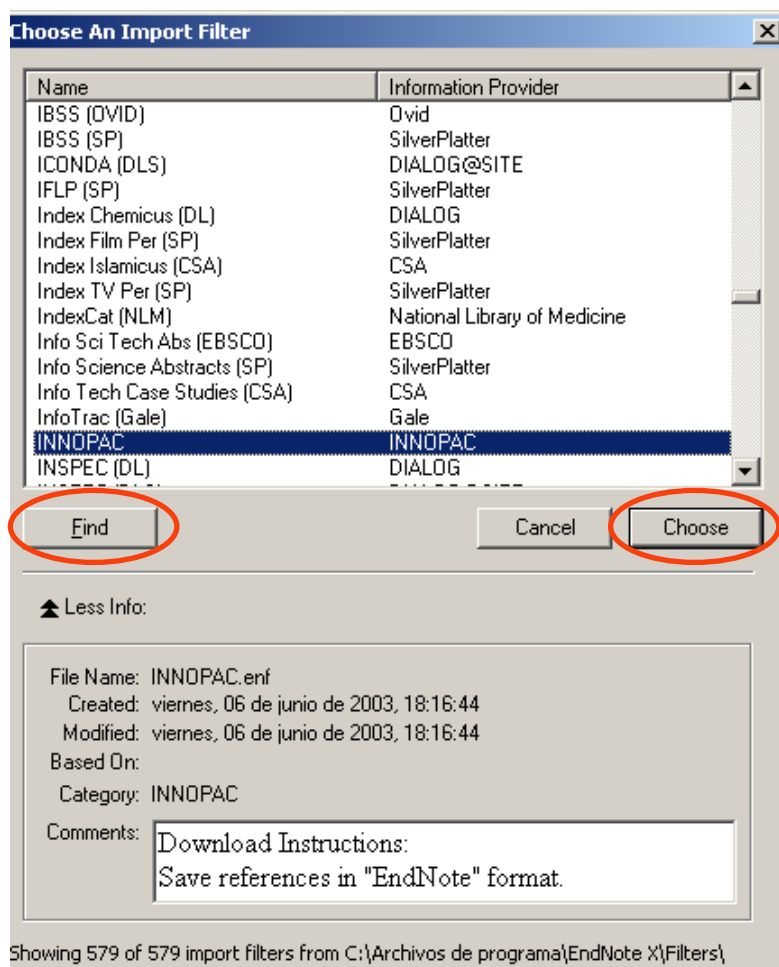 Choose An Import Filter
Name Information Provider
IBSS (OVID) Ovid
IBSS (SP) SilverPlatter
ICONDA (DLS) DIALOG@SITE
IFLP (SP) SilverPlatter
Index Chemicus (DL) DIALOG
Index Film Per (SP) SilverPlatter
Index Islamicus (CSA) CSA
Index TV Per (SP) SilverPlatter
IndexCat (NLM) National Library of Medicine
Info Sci Tech Abs (EBSCO) EBSCO
Info Science Abstracts (SP) SilverPlatter
Info Tech Case Studies (CSA) CSA
InfoTrac (Gale) Gale
INNOPAC INNOPAC
INSPEC (DL) DIALOG
Find Cancel Choose
Less Info:
File Name: INNOPAC.enf
Created: viernes, 06 de junio de 2003, 18:16:44
Modified: viernes, 06 de junio de 2003, 18:16:44
Based On:
Category: INNOPAC
Comments: Download Instructions:
Save references in "EndNote" format.
Showing 579 of 579 import filters from C:\Archivos de programa\EndNote X\Filters\